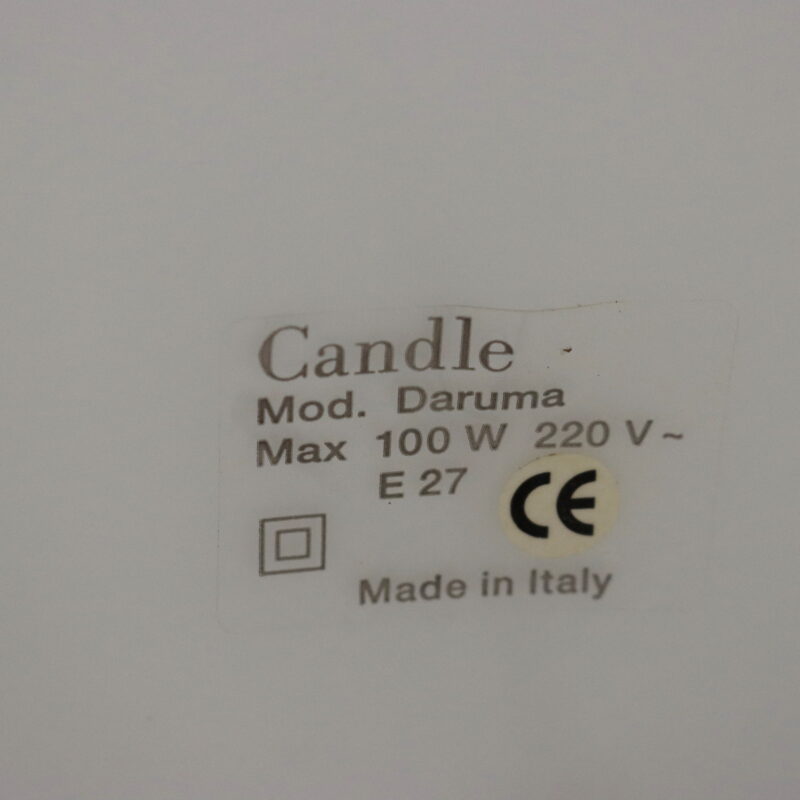 Candle
Mod. Daruma
Max 100 W 220 V ~
E 27
CE
Made in Italy